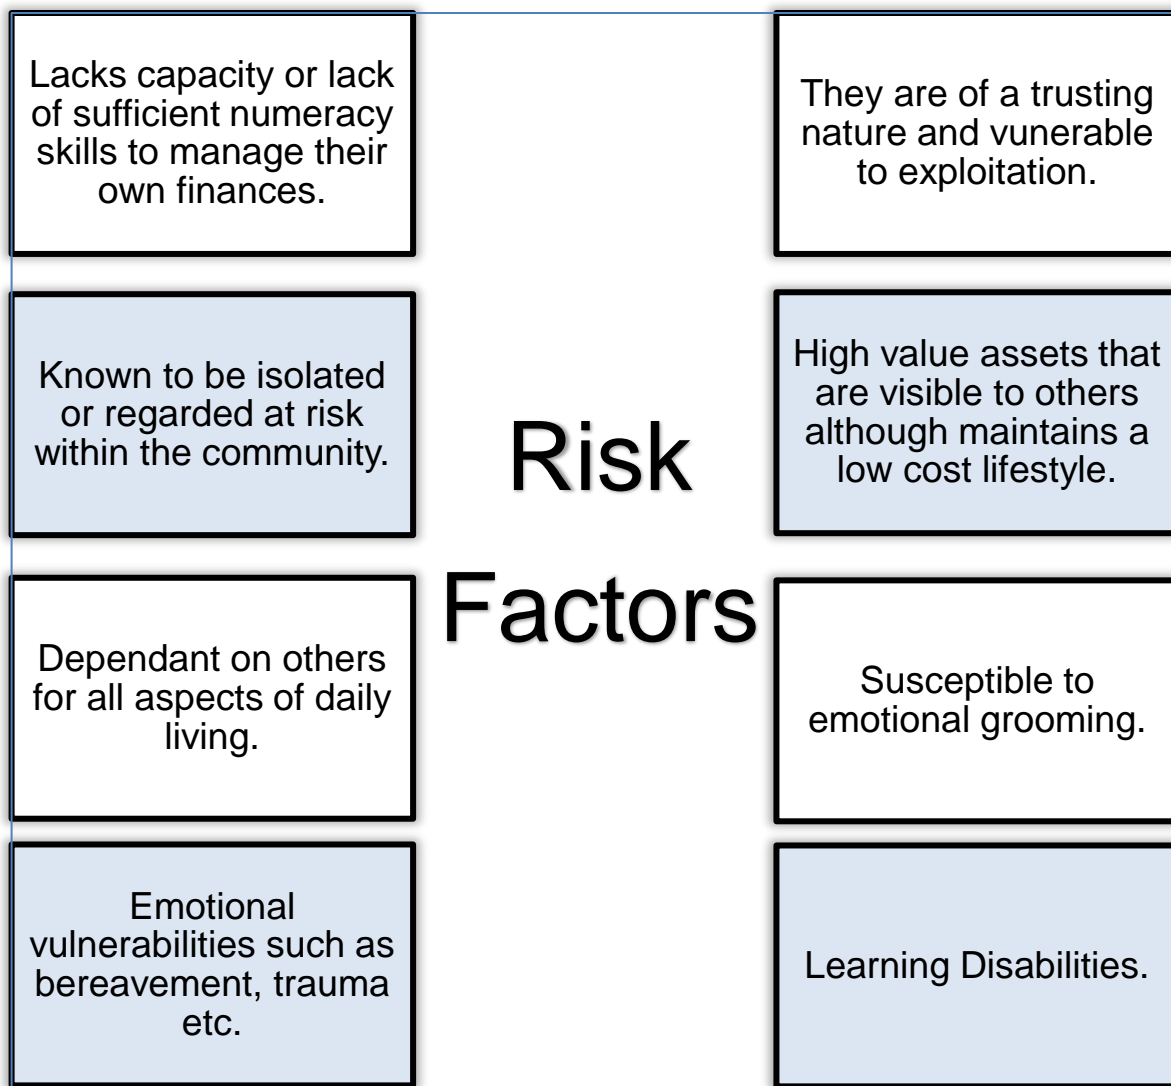 Lacks capacity or lack
of sufficient numeracy
skills to manage their
own finances.
They are of a trusting
nature and vunerable
to exploitation.
Known to be isolated
or regarded at risk
within the community.
High value assets that
are visible to others
although maintains a
low cost lifestyle.
Risk
Factors
Dependant on others
for all aspects of daily
living.
Susceptible to
emotional grooming.
Emotional
vulnerabilities such as
bereavement, trauma
etc.
Learning Disabilities.